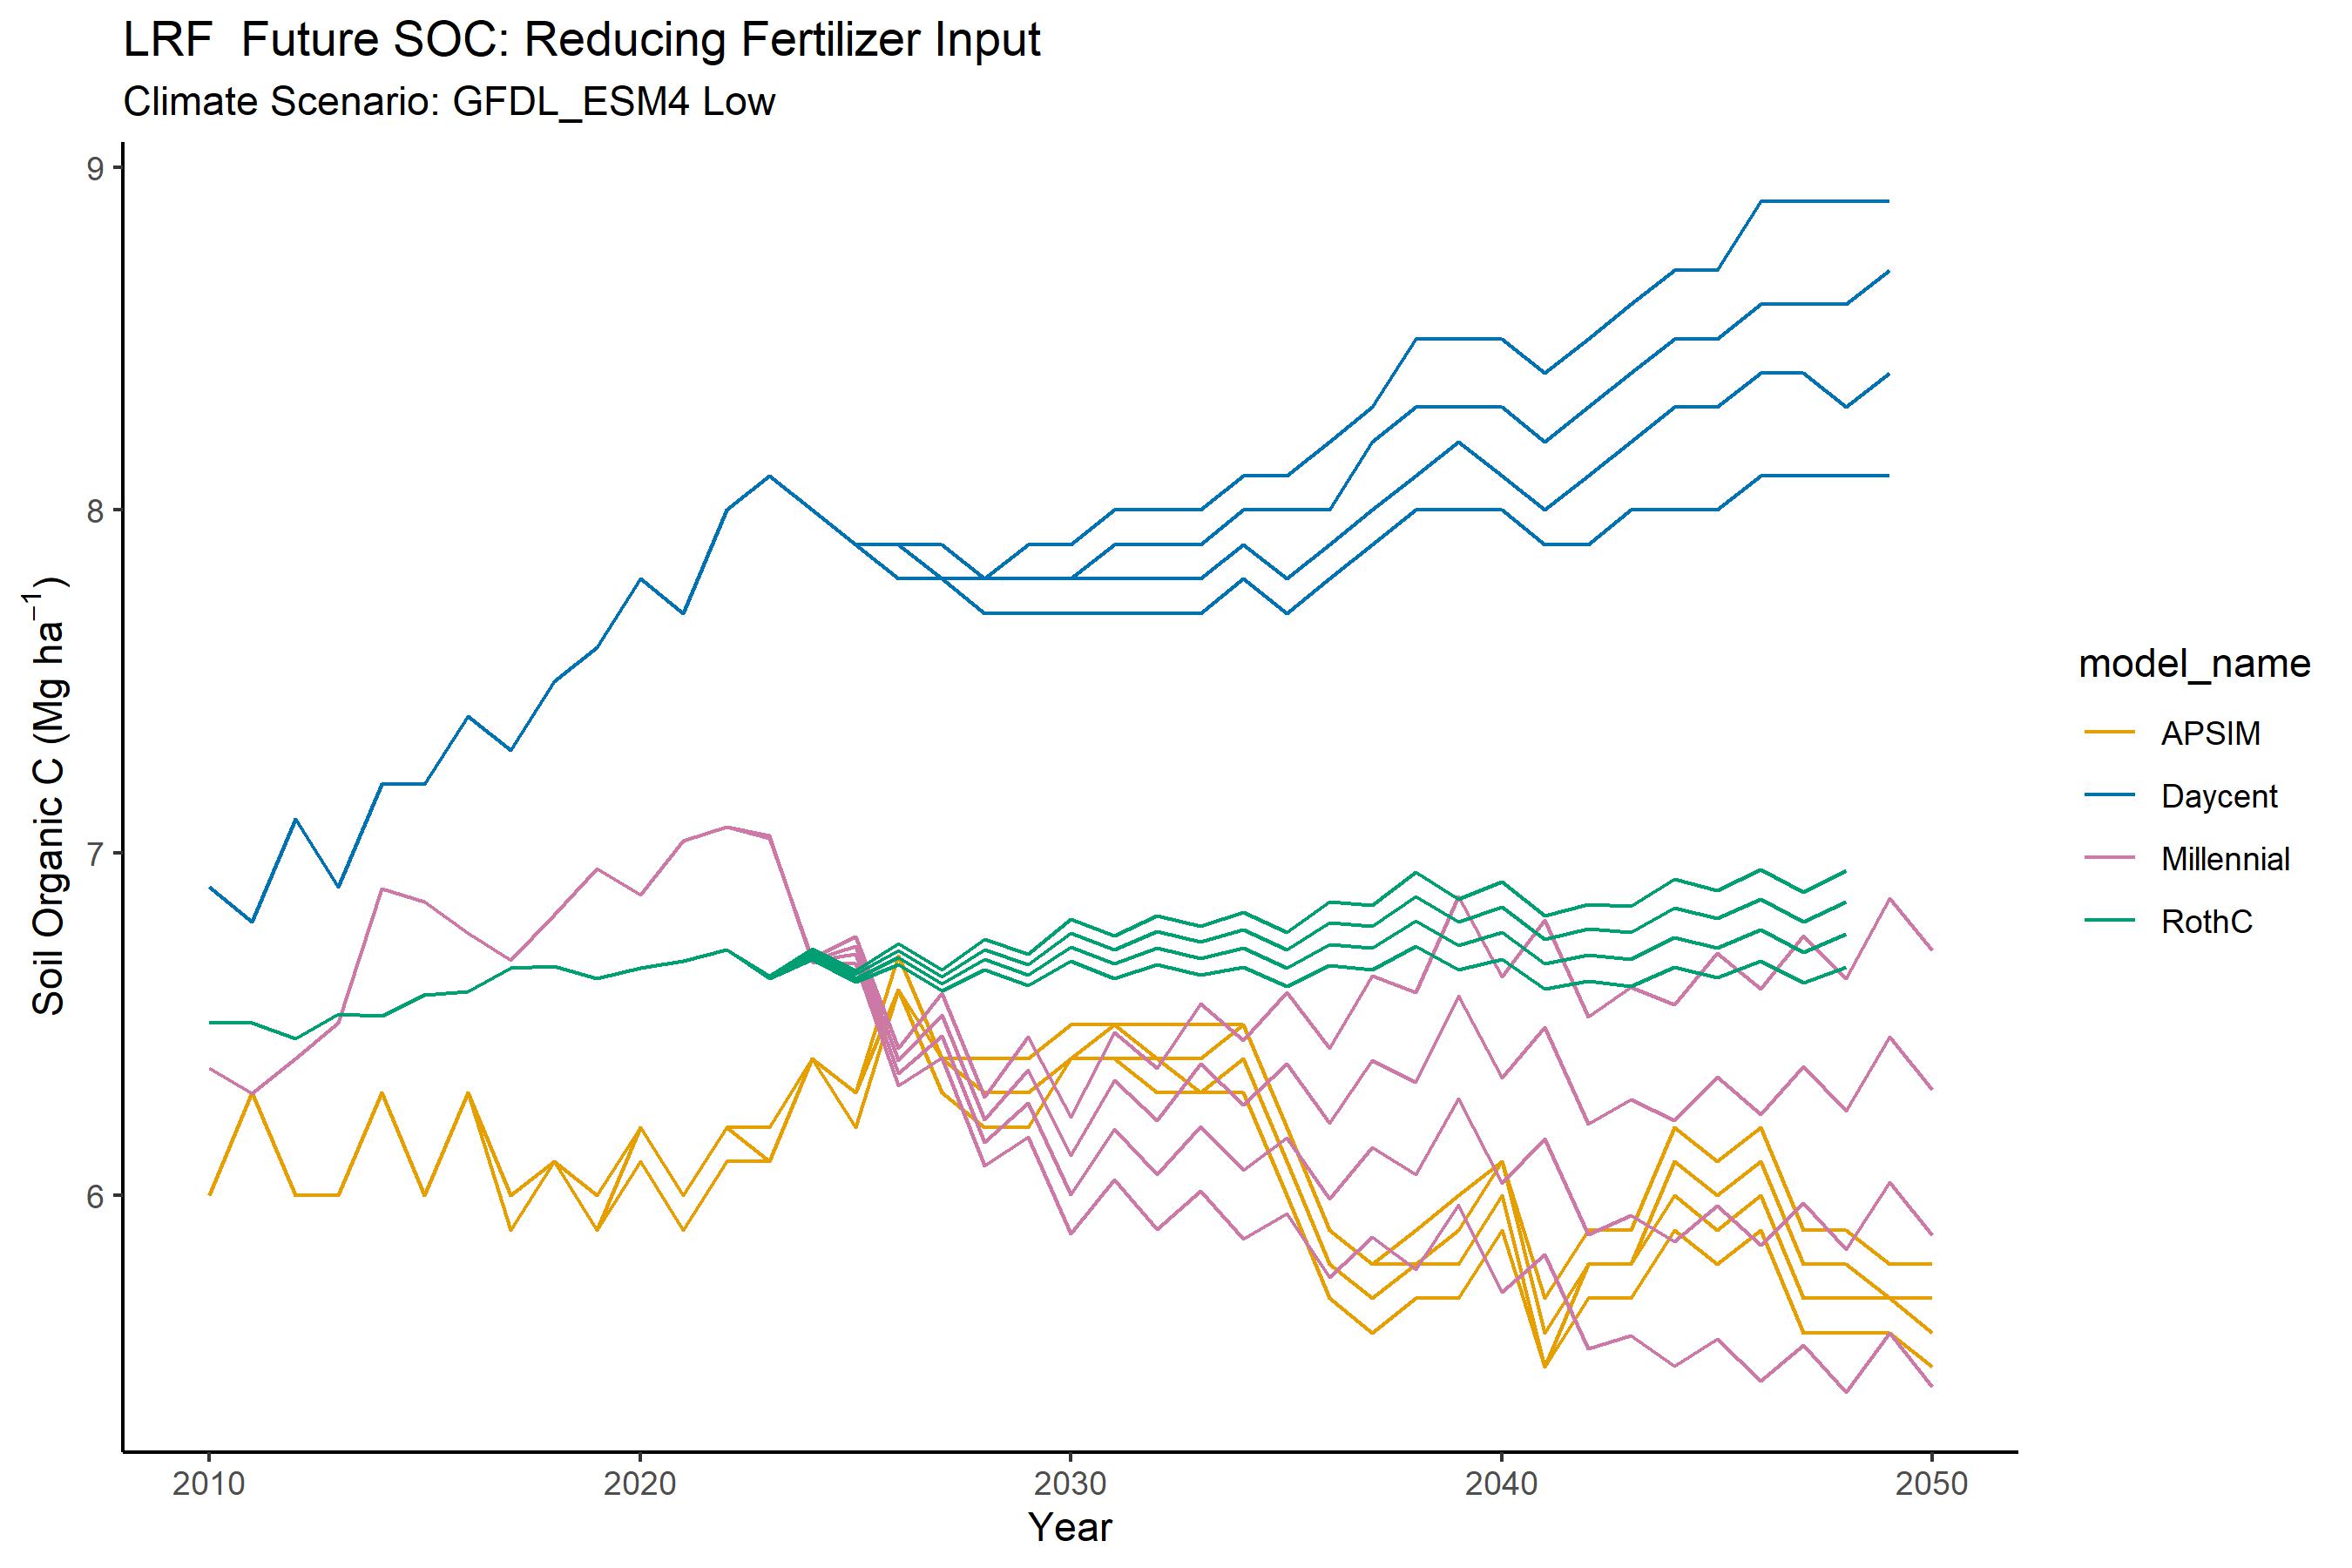 LRF  Future SOC: Reducing Fertilizer Input
Climate Scenario: GFDL_ESM4 Low
9
8
7
6
Soil Organic C (Mg ha⁻¹)
2010
2020
2030
2040
2050
Year
model_name
APSIM
Daycent
Millennial
RothC